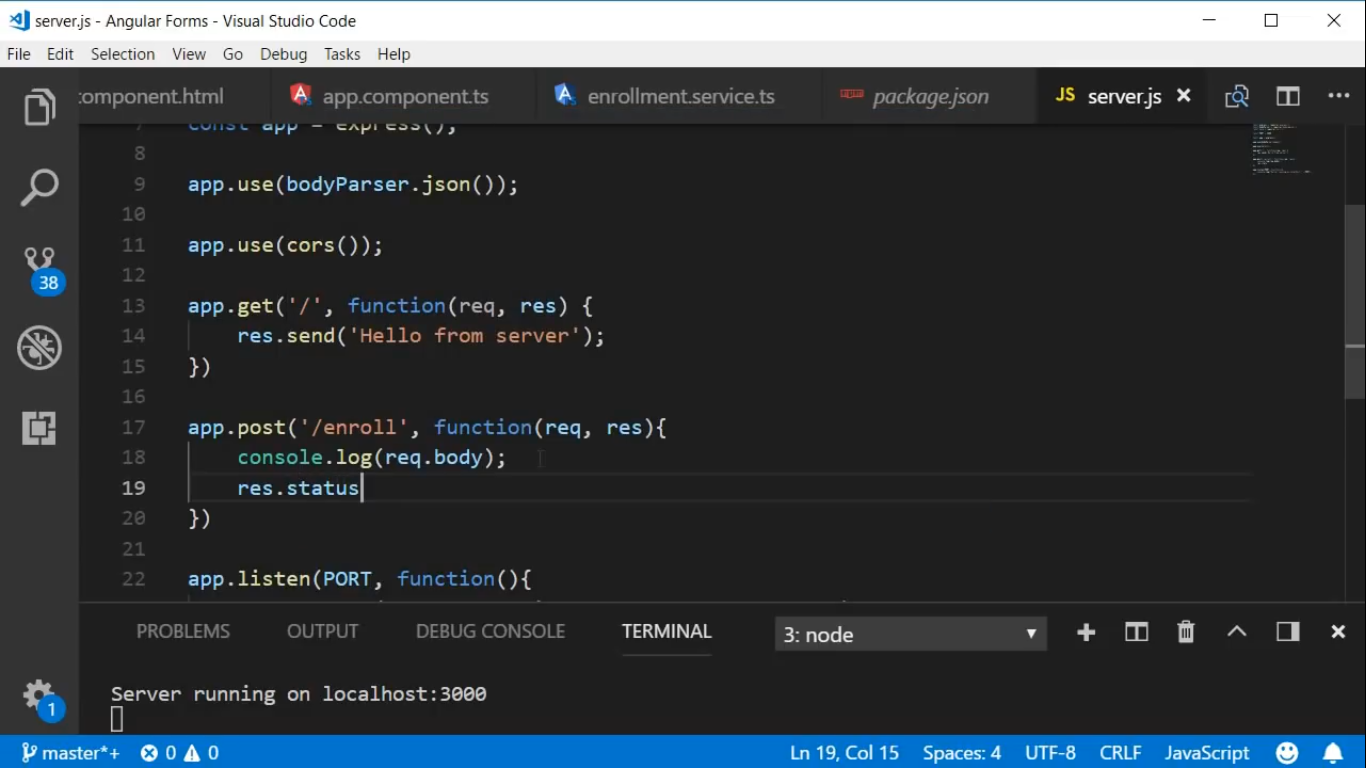 server.js - Angular Forms - Visual Studio Code
File Edit Selection View Go Debug Tasks Help
component.html app.component.ts enrollment.service.ts package.json JS server.js
7 const app = express();
8
9 app.use(bodyParser.json());
10
11 app.use(cors());
12
13 app.get('/', function(req, res) {
14 res.send('Hello from server');
15 })
16
17 app.post('/enroll', function(req, res){
18 console.log(req.body);
19 res.status
20 })
21
22 app.listen(PORT, function(){
38
1
PROBLEMS OUTPUT DEBUG CONSOLE TERMINAL 3: node
Server running on localhost:3000
master*+ 0 0 Ln 19, Col 15 Spaces: 4 UTF-8 CRLF JavaScript